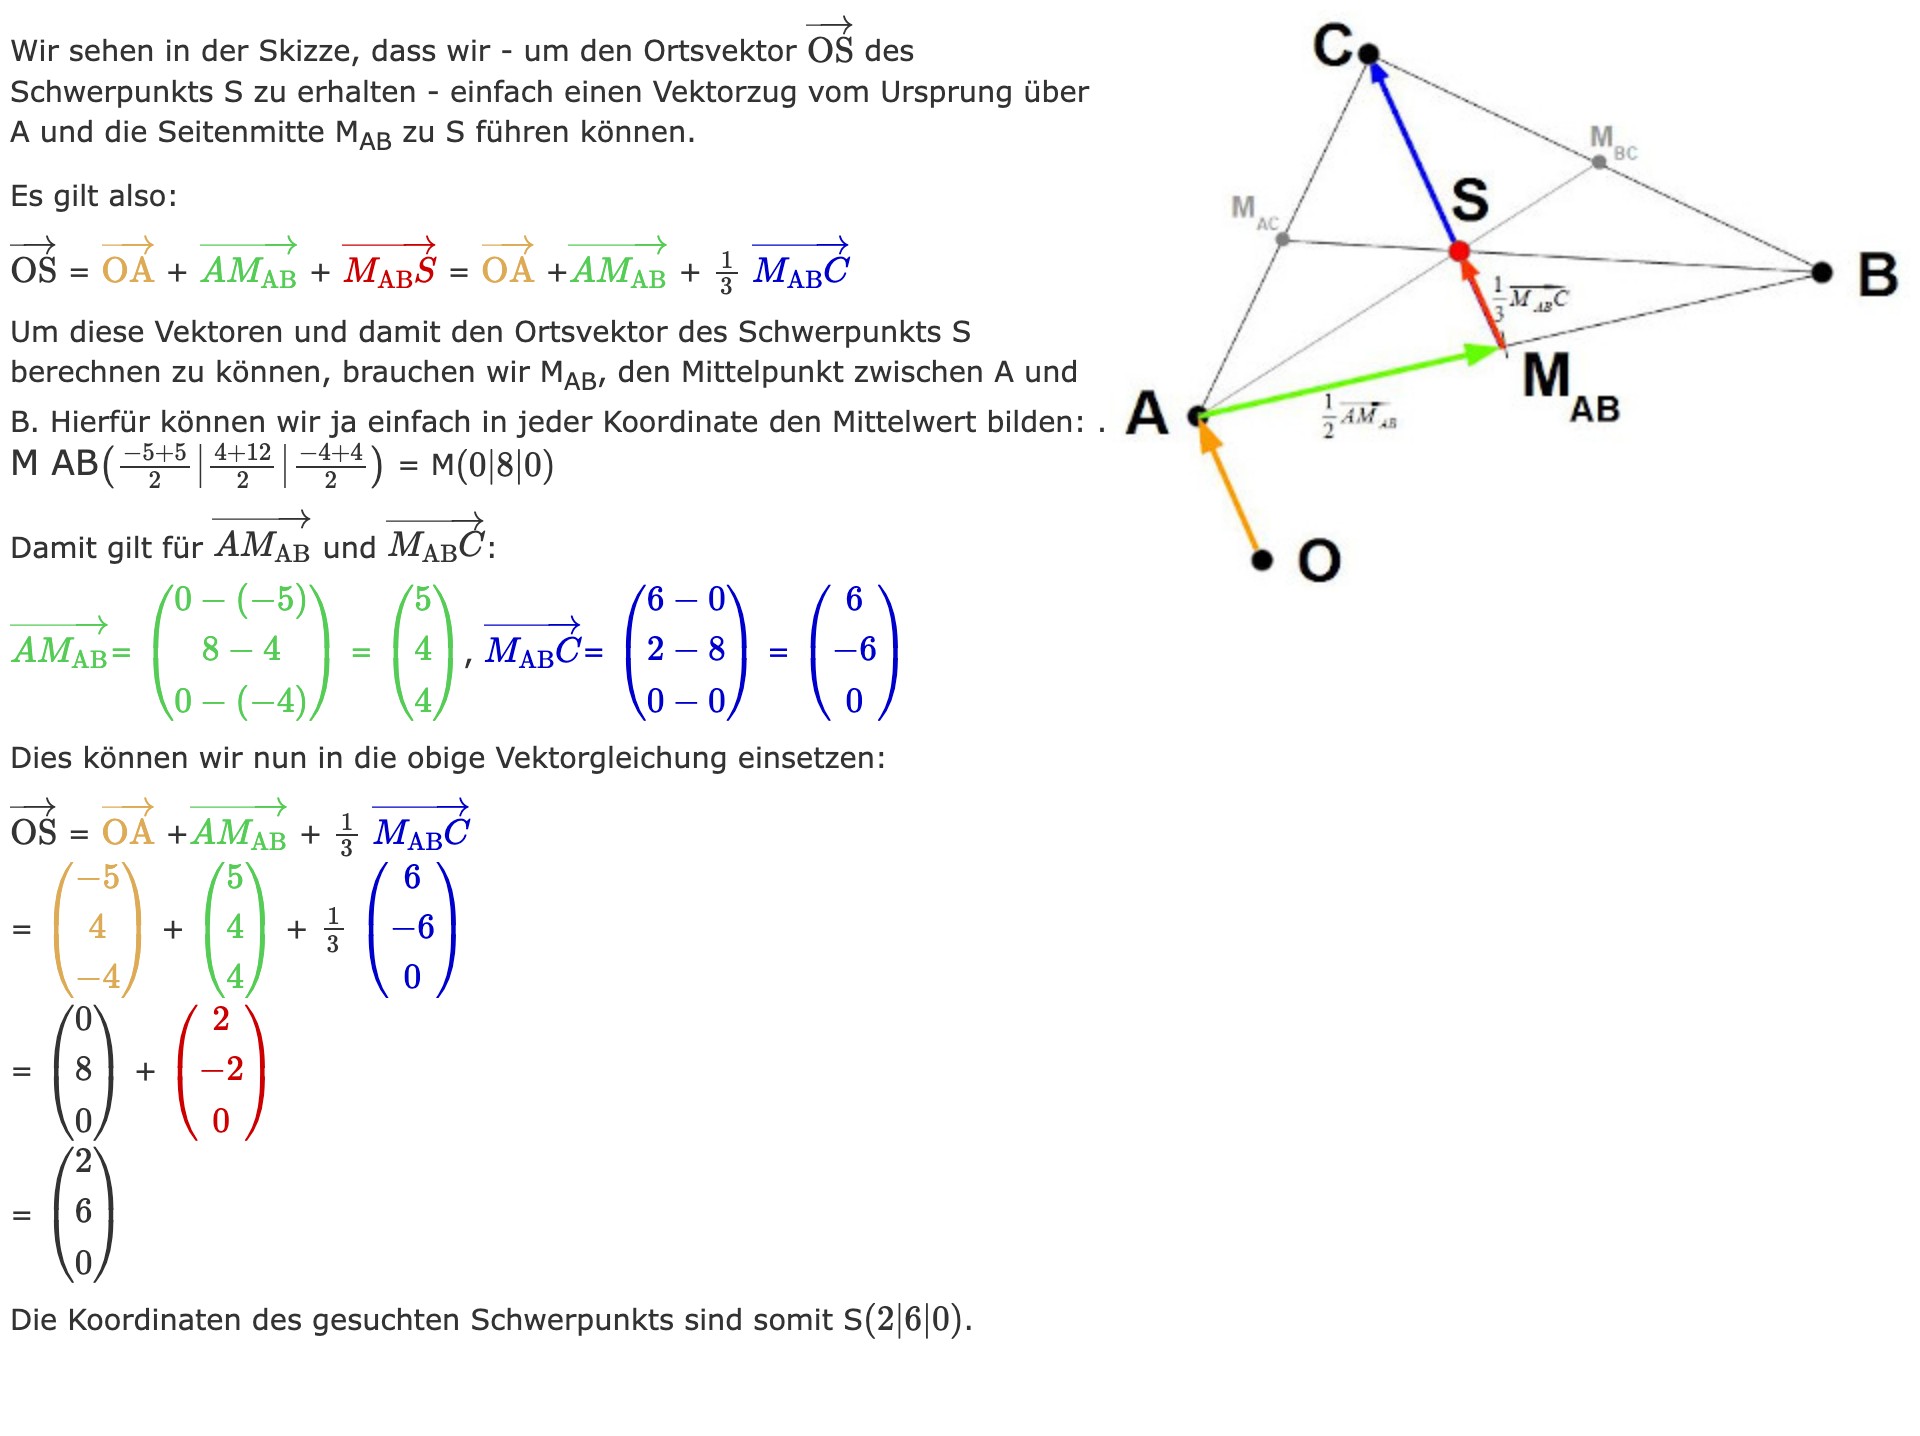 Wir sehen in der Skizze, dass wir - um den Ortsvektor \overrightarrow{OS} des
Schwerpunkts S zu erhalten - einfach einen Vektorzug vom Ursprung über
A und die Seitenmitte M_{AB} zu S führen können.
Es gilt also:
\overrightarrow{OS} = \overrightarrow{OA} + \overrightarrow{AM_{AB}} + \overrightarrow{M_{AB}S} = \overrightarrow{OA} + \overrightarrow{AM_{AB}} + \frac{1}{3} \overrightarrow{M_{AB}C}
Um diese Vektoren und damit den Ortsvektor des Schwerpunkts S
berechnen zu können, brauchen wir M_{AB}, den Mittelpunkt zwischen A und
B. Hierfür können wir ja einfach in jeder Koordinate den Mittelwert bilden: .
M AB(\frac{-5+5}{2} | \frac{4+12}{2} | \frac{-4+4}{2}) = M(0|8|0)
Damit gilt für \overrightarrow{AM_{AB}} und \overrightarrow{M_{AB}C}:
\overrightarrow{AM_{AB}} = \begin{pmatrix} 0-(-5) \\ 8-4 \\ 0-(-4) \end{pmatrix} = \begin{pmatrix} 5 \\ 4 \\ 4 \end{pmatrix}, \overrightarrow{M_{AB}C} = \begin{pmatrix} 6-0 \\ 2-8 \\ 0-0 \end{pmatrix} = \begin{pmatrix} 6 \\ -6 \\ 0 \end{pmatrix}
Dies können wir nun in die obige Vektorgleichung einsetzen:
\overrightarrow{OS} = \overrightarrow{OA} + \overrightarrow{AM_{AB}} + \frac{1}{3} \overrightarrow{M_{AB}C}
= \begin{pmatrix} -5 \\ 4 \\ -4 \end{pmatrix} + \begin{pmatrix} 5 \\ 4 \\ 4 \end{pmatrix} + \frac{1}{3} \begin{pmatrix} 6 \\ -6 \\ 0 \end{pmatrix}
= \begin{pmatrix} 0 \\ 8 \\ 0 \end{pmatrix} + \begin{pmatrix} 2 \\ -2 \\ 0 \end{pmatrix}
= \begin{pmatrix} 2 \\ 6 \\ 0 \end{pmatrix}
Die Koordinaten des gesuchten Schwerpunkts sind somit S(2|6|0).
C
M_{BC}
S
M_{AC}
B
\frac{1}{3} \overrightarrow{M_{AB}C}
M_{AB}
A
\frac{1}{2} \overrightarrow{AM_{AB}}
O